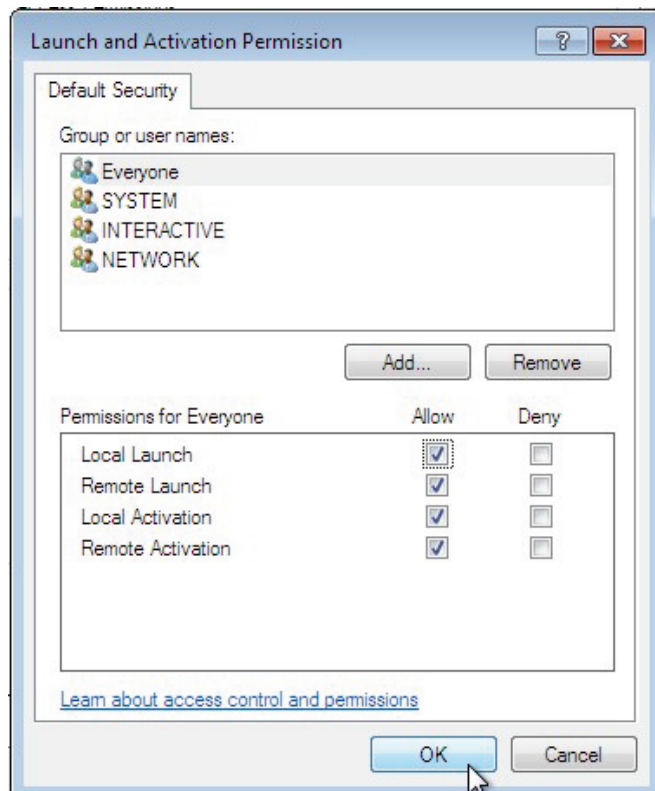 Launch and Activation Permission
Default Security
Group or user names:
Everyone
SYSTEM
INTERACTIVE
NETWORK
Add...
Remove
Permissions for Everyone Allow Deny
Local Launch
Remote Launch
Local Activation
Remote Activation
Learn about access control and permissions
OK
Cancel